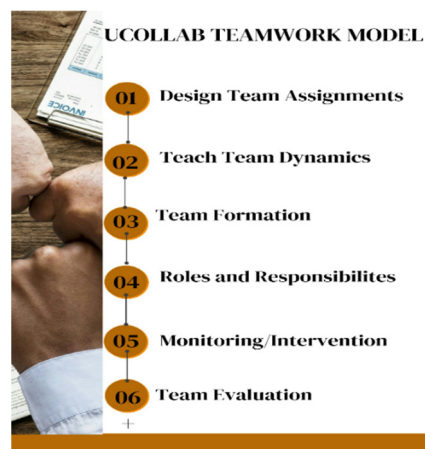 UCOLLAB TEAMWORK MODEL
INVOICE
01 Design Team Assignments
02 Teach Team Dynamics
03 Team Formation
04 Roles and Responsibilites
05 Monitoring/Intervention
06 Team Evaluation